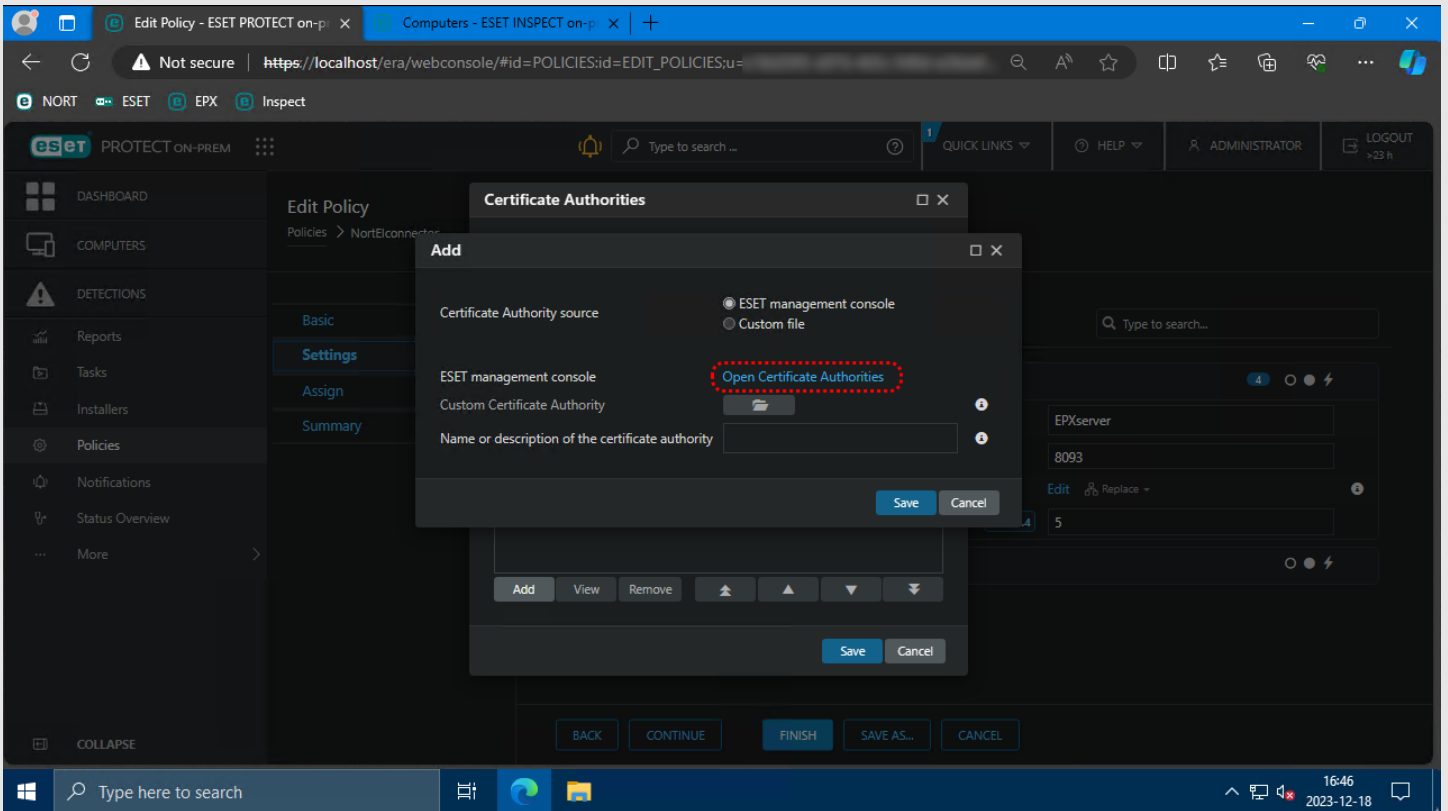 Edit Policy - ESET PROTECT on-pr
Computers - ESET INSPECT on-p
Not secure
https://localhost/era/webconsole/#id=POLICIES:id=EDIT_POLICIES;u=
NORT
ESET
EPX
Inspect
eset PROTECT ON-PREM
Type to search ...
1
QUICK LINKS
HELP
ADMINISTRATOR
LOGOUT
>23 h
DASHBOARD
COMPUTERS
DETECTIONS
Reports
Tasks
Installers
Policies
Notifications
Status Overview
More
COLLAPSE
Edit Policy
Policies > NortEIconnector
Basic
Settings
Assign
Summary
Certificate Authorities
Add
Certificate Authority source
ESET management console
Custom file
ESET management console
Open Certificate Authorities
Custom Certificate Authority
Name or description of the certificate authority
Save
Cancel
Add
View
Remove
Save
Cancel
Type to search...
4
EPXserver
8093
Edit
Replace
5
BACK
CONTINUE
FINISH
SAVE AS...
CANCEL
Type here to search
16:46
2023-12-18